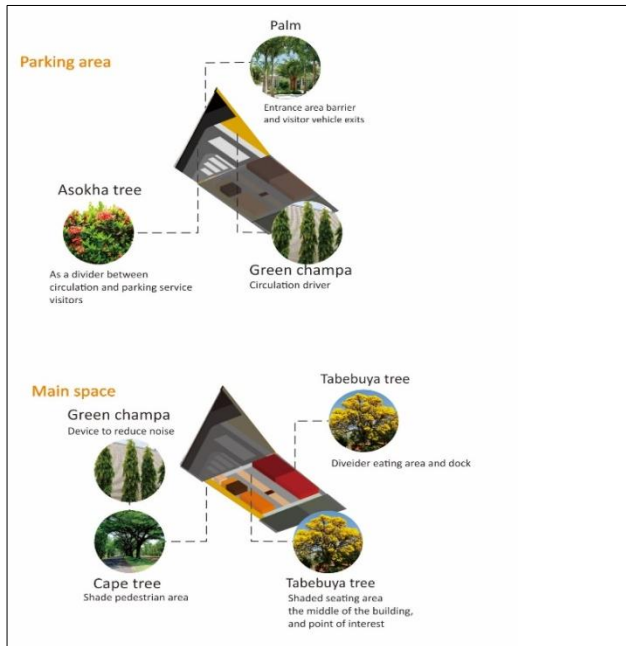 Palm
Parking area
Entrance area barrier
and visitor vehicle exits
Asokha tree
As a divider between
circulation and parking service
visitors
Green champa
Circulation driver
Tabebuya tree
Main space
Green champa
Device to reduce noise
Diveider eating area and dock
Cape tree
Shade pedestrian area
Tabebuya tree
Shaded seating area
the middle of the building,
and point of interest